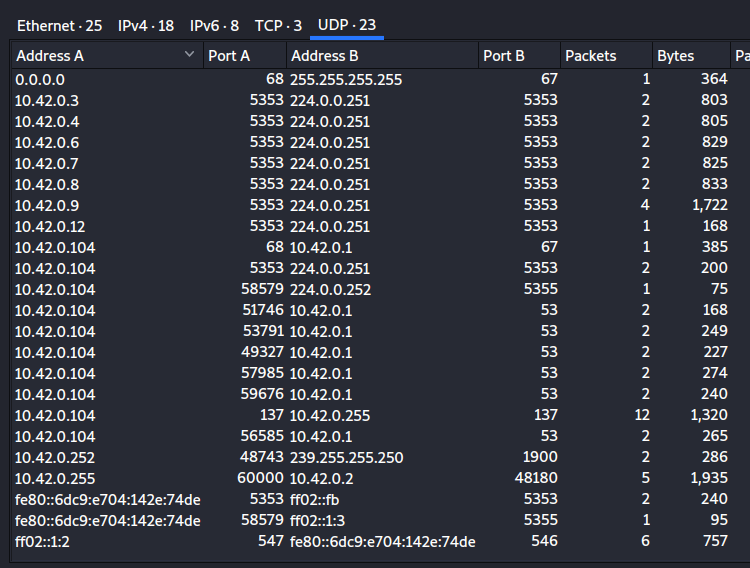 Ethernet · 25 IPv4 · 18 IPv6 · 8 TCP · 3 UDP · 23
Address A Port A Address B Port B Packets Bytes Pa
0.0.0.0 68 255.255.255.255 67 1 364
10.42.0.3 5353 224.0.0.251 5353 2 803
10.42.0.4 5353 224.0.0.251 5353 2 805
10.42.0.6 5353 224.0.0.251 5353 2 829
10.42.0.7 5353 224.0.0.251 5353 2 825
10.42.0.8 5353 224.0.0.251 5353 2 833
10.42.0.9 5353 224.0.0.251 5353 4 1,722
10.42.0.12 5353 224.0.0.251 5353 1 168
10.42.0.104 68 10.42.0.1 67 1 385
10.42.0.104 5353 224.0.0.251 5353 2 200
10.42.0.104 58579 224.0.0.252 5355 1 75
10.42.0.104 51746 10.42.0.1 53 2 168
10.42.0.104 53791 10.42.0.1 53 2 249
10.42.0.104 49327 10.42.0.1 53 2 227
10.42.0.104 57985 10.42.0.1 53 2 274
10.42.0.104 59676 10.42.0.1 53 2 240
10.42.0.104 137 10.42.0.255 137 12 1,320
10.42.0.104 56585 10.42.0.1 53 2 265
10.42.0.252 48743 239.255.255.250 1900 2 286
10.42.0.255 60000 10.42.0.2 48180 5 1,935
fe80::6dc9:e704:142e:74de 5353 ff02::fb 5353 2 240
fe80::6dc9:e704:142e:74de 58579 ff02::1:3 5355 1 95
ff02::1:2 547 fe80::6dc9:e704:142e:74de 546 6 757